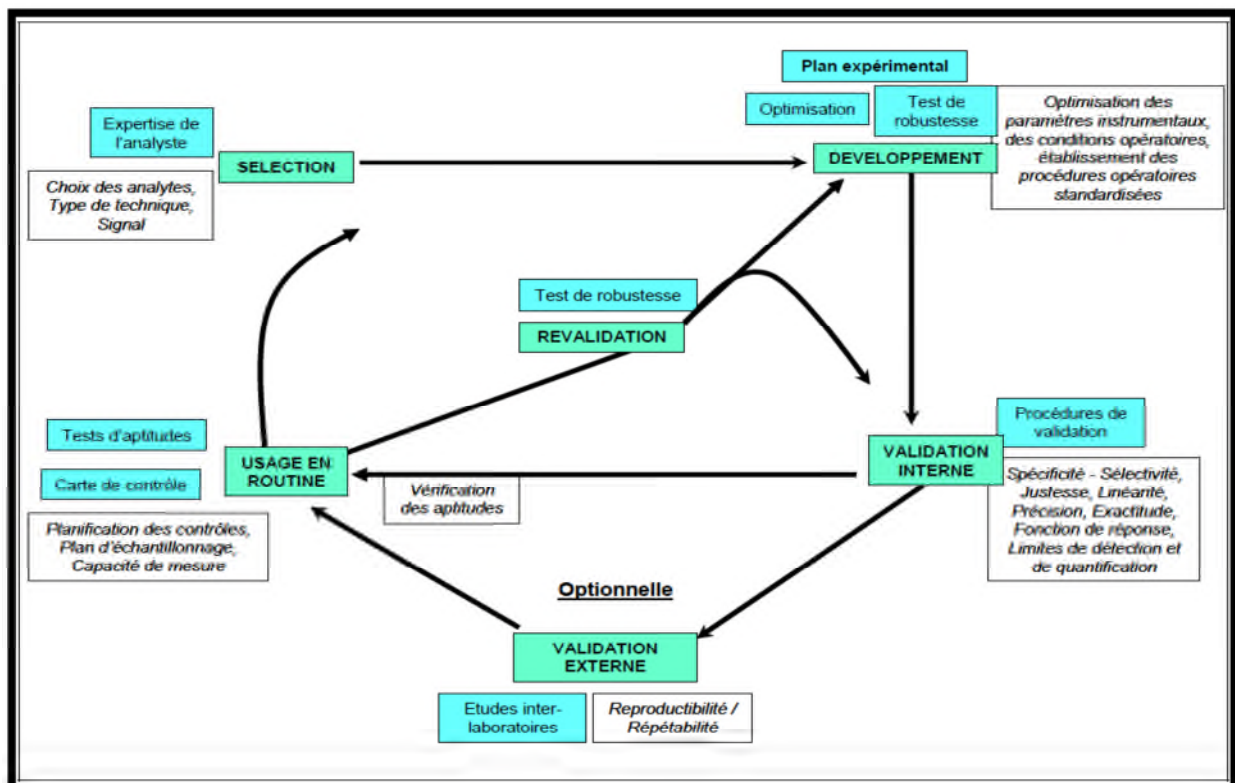 Plan expérimental
Optimisation
Test de
robustesse
Optimisation des
paramètres instrumentaux,
des conditions opératoires,
établissement des
procédures opératoires
standardisées
DEVELOPPEMENT
Expertise de
l'analyste
SELECTION
Choix des analytes,
Type de technique,
Signal
Test de robustesse
REVALIDATION
Tests d'aptitudes
Carte de contrôle
USAGE EN
ROUTINE
Planification des contrôles,
Plan d'échantillonnage,
Capacité de mesure
Vérification
des aptitudes
Procédures de
validation
VALIDATION
INTERNE
Spécificité - Sélectivité,
Justesse, Linéarité,
Précision, Exactitude,
Fonction de réponse,
Limites de détection et
de quantification
Optionnelle
VALIDATION
EXTERNE
Etudes inter-
laboratoires
Reproductibilité /
Répétabilité